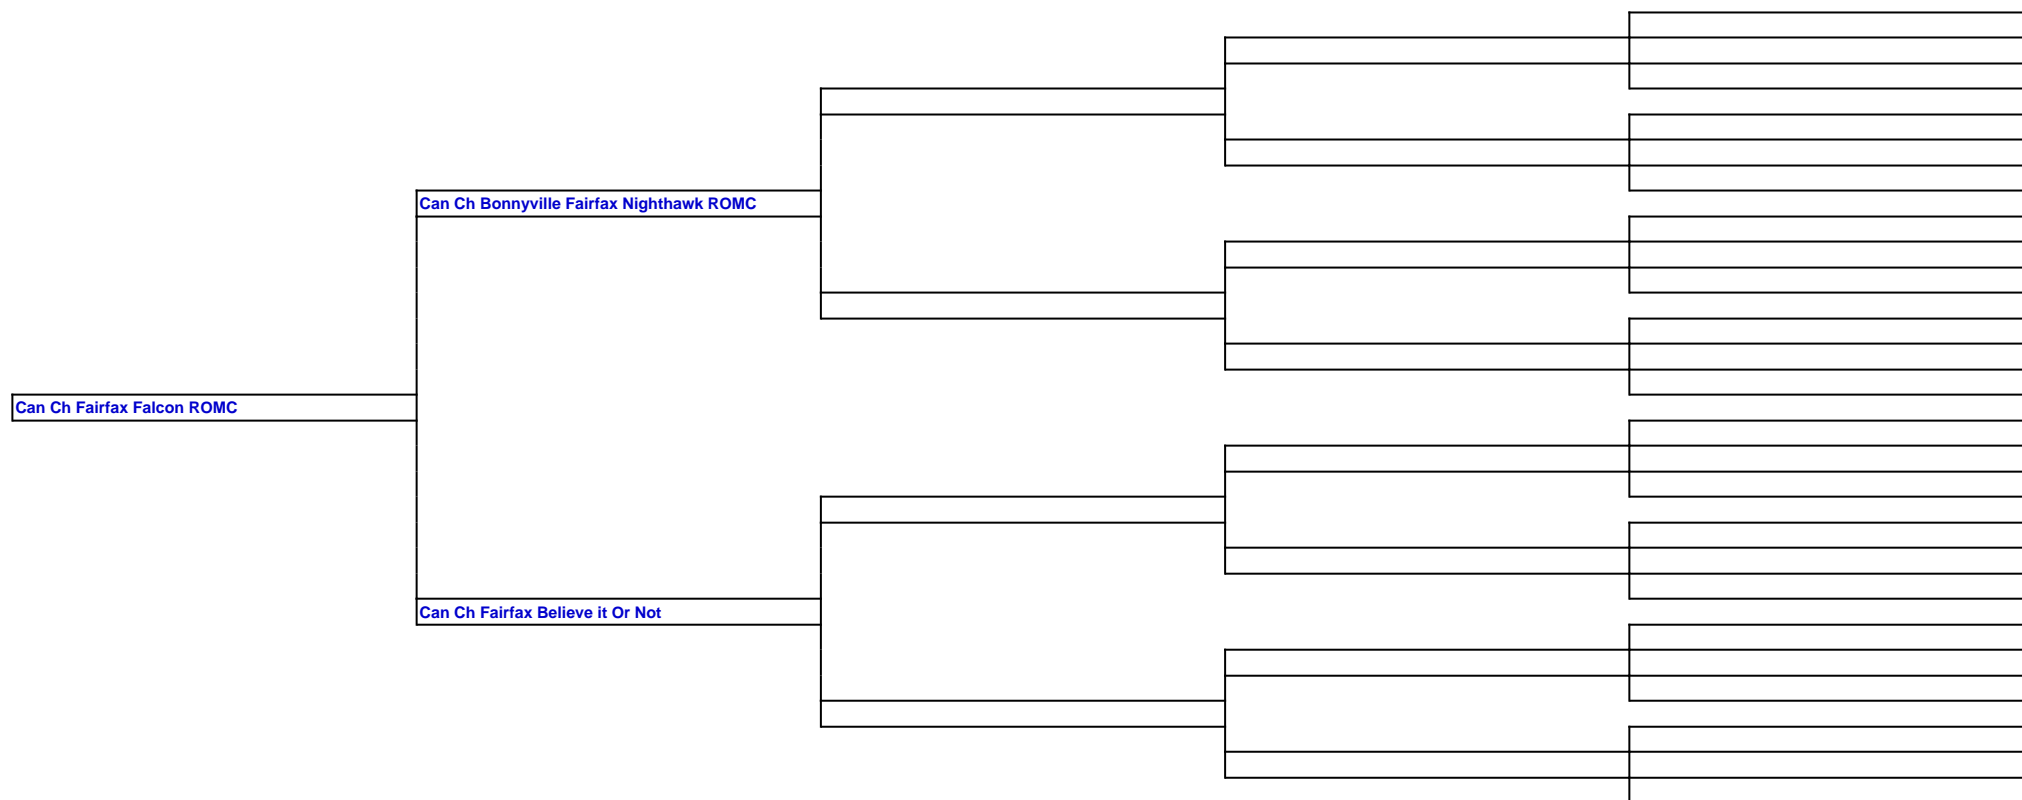 Can Ch Bonnyville Fairfax Nighthawk ROMC
Can Ch Fairfax Falcon ROMC
Can Ch Fairfax Believe it Or Not